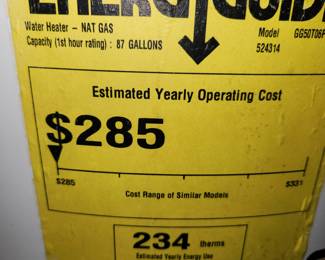 ENERGYGUIDE
Water Heater – NAT GAS
Capacity (1st hour rating) : 87 GALLONS
Model GG50T06
524314
Estimated Yearly Operating Cost
$285
$285 $331
Cost Range of Similar Models
234 therms
Estimated Yearly Energy Use